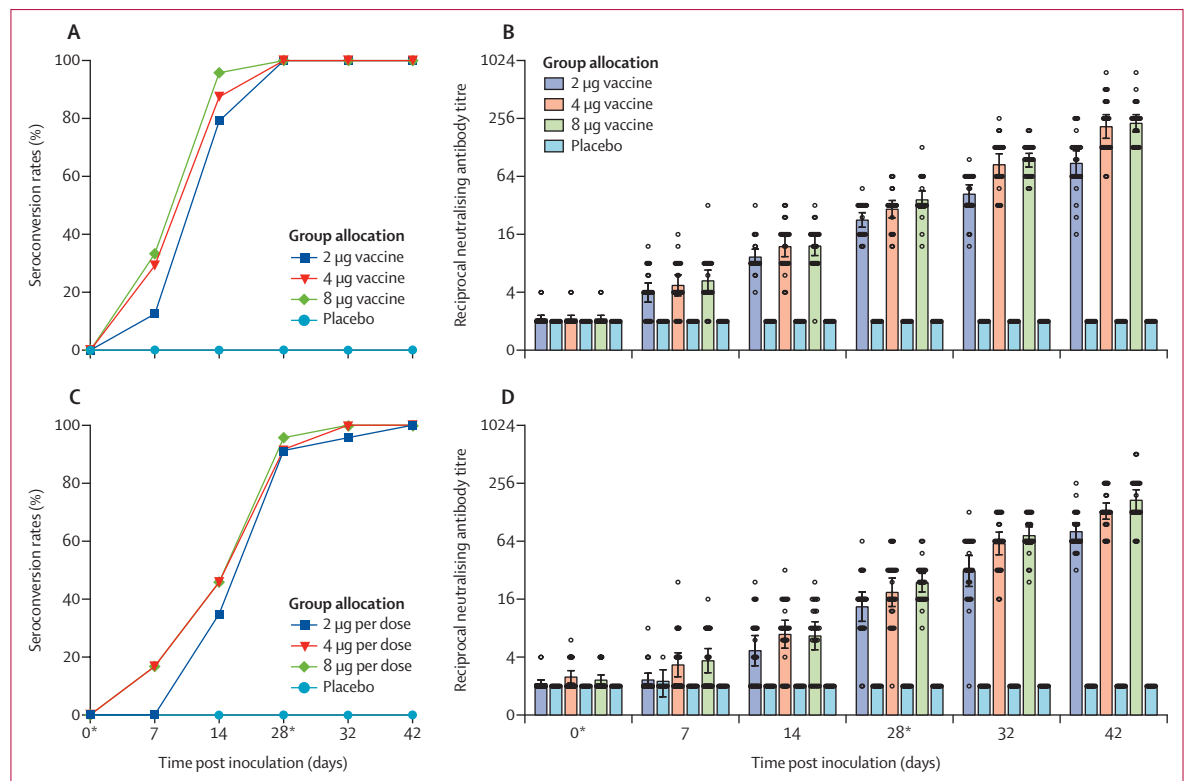 A
100
80
60
40
20
0
Seroconversion rates (%)
Group allocation
2 µg vaccine
4 µg vaccine
8 µg vaccine
Placebo
B
1024
256
64
16
4
0
Reciprocal neutralising antibody titre
Group allocation
2 µg vaccine
4 µg vaccine
8 µg vaccine
Placebo
C
100
80
60
40
20
0
Seroconversion rates (%)
Group allocation
2 µg per dose
4 µg per dose
8 µg per dose
Placebo
0* 7 14 28* 32 42
Time post inoculation (days)
D
1024
256
64
16
4
0
Reciprocal neutralising antibody titre
0* 7 14 28* 32 42
Time post inoculation (days)